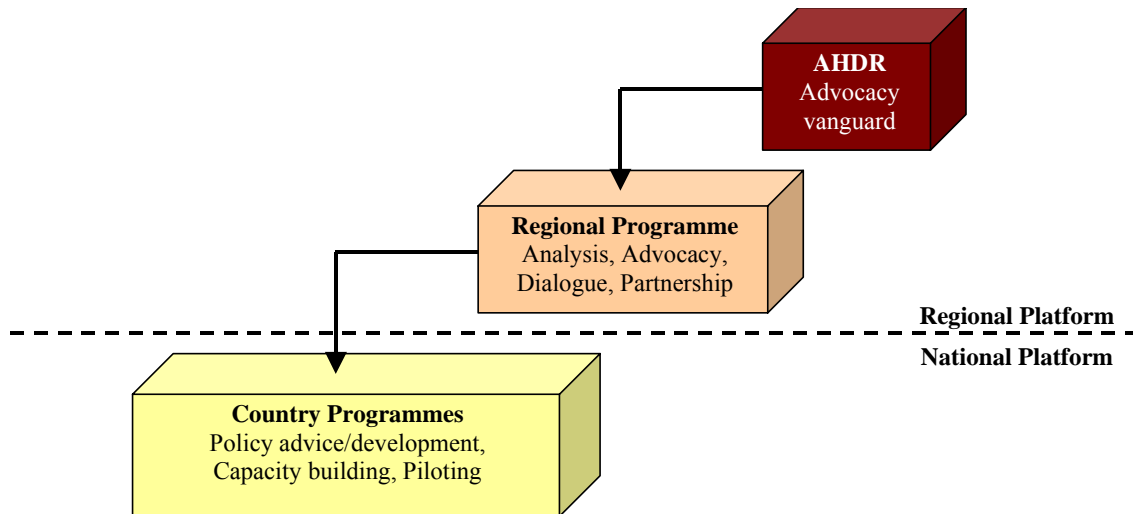 AHDR
Advocacy
vanguard
Regional Programme
Analysis, Advocacy,
Dialogue, Partnership
Regional Platform
National Platform
Country Programmes
Policy advice/development,
Capacity building, Piloting